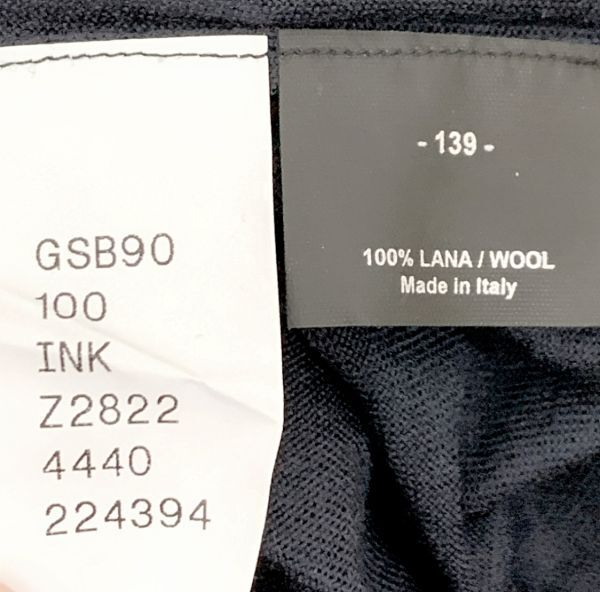 GSB90
100
INK
Z2822
4440
224394
- 139 -
100% LANA / WOOL
Made in Italy